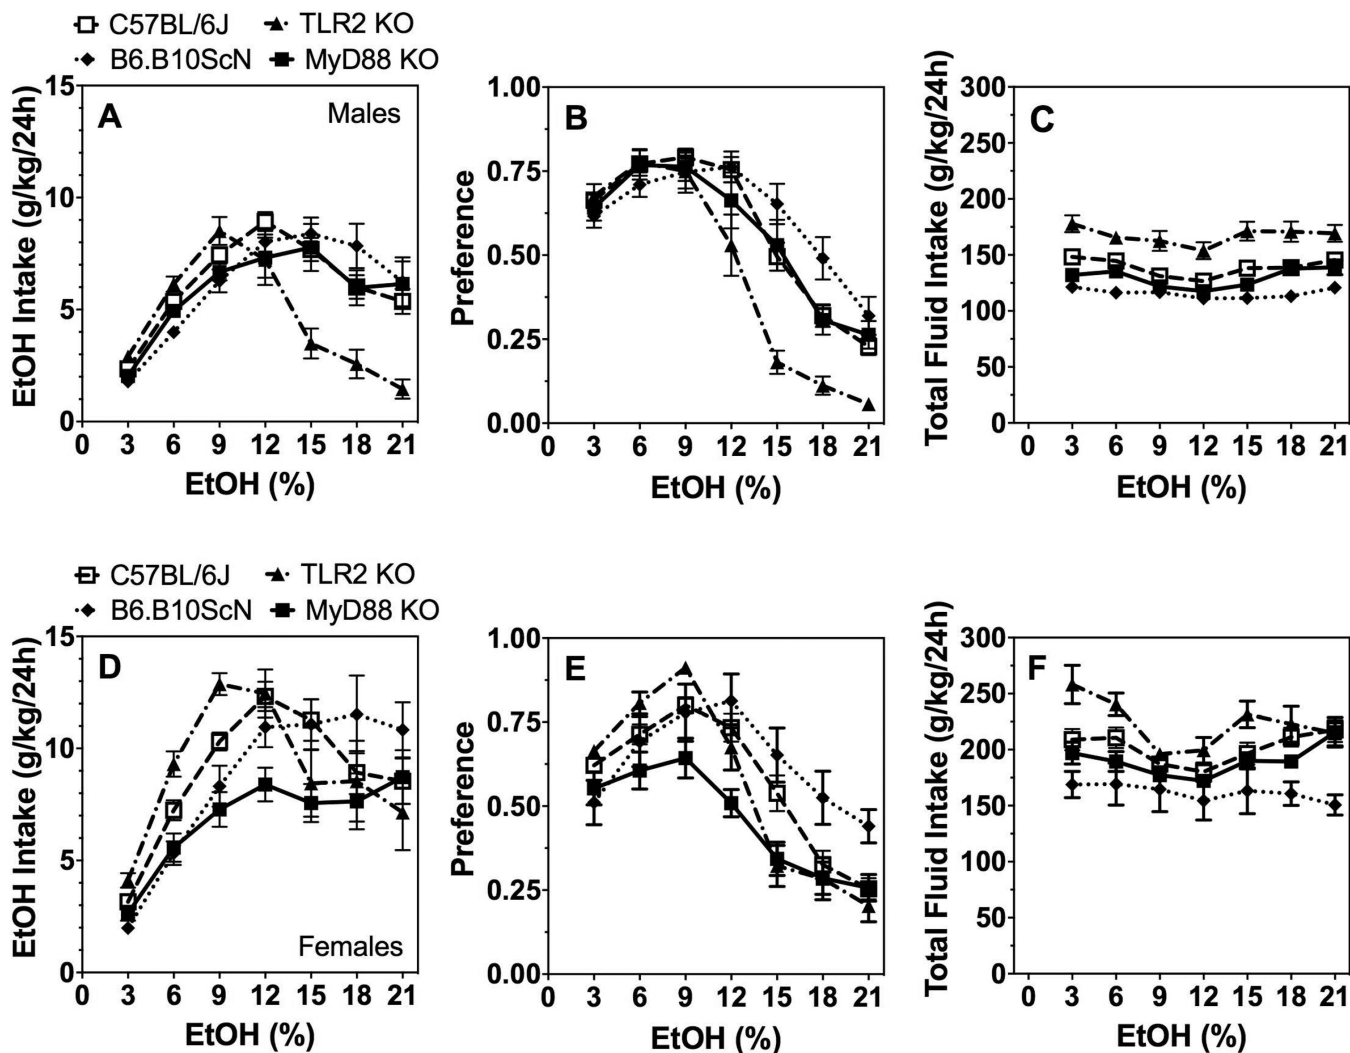 C57BL/6J TLR2 KO
B6.B10ScN MyD88 KO
A
Males
EtOH Intake (g/kg/24h)
15
10
5
0
0 3 6 9 12 15 18 21
EtOH (%)
B
Preference
1.00
0.75
0.50
0.25
0.00
0 3 6 9 12 15 18 21
EtOH (%)
C
Total Fluid Intake (g/kg/24h)
300
250
200
150
100
50
0
0 3 6 9 12 15 18 21
EtOH (%)
C57BL/6J TLR2 KO
B6.B10ScN MyD88 KO
D
Females
EtOH Intake (g/kg/24h)
15
10
5
0
0 3 6 9 12 15 18 21
EtOH (%)
E
Preference
1.00
0.75
0.50
0.25
0.00
0 3 6 9 12 15 18 21
EtOH (%)
F
Total Fluid Intake (g/kg/24h)
300
250
200
150
100
50
0
0 3 6 9 12 15 18 21
EtOH (%)